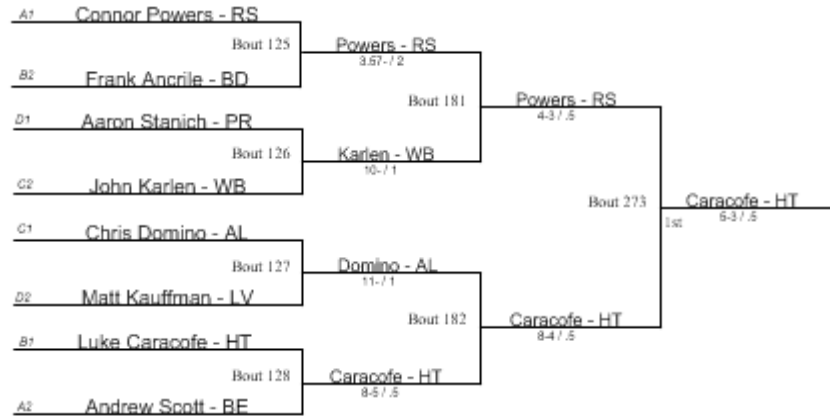 A1 Connor Powers - RS
Bout 125
Powers - RS
3.57- / 2
B2 Frank Ancrile - BD
Bout 181
Powers - RS
4-3 / .5
D1 Aaron Stanich - PR
Bout 126
Karlen - WB
10- / 1
C2 John Karlen - WB
Bout 273
Caracofe - HT
5-3 / .5
1st
C1 Chris Domino - AL
Bout 127
Domino - AL
11- / 1
D2 Matt Kauffman - LV
Bout 182
Caracofe - HT
8-4 / .5
B1 Luke Caracofe - HT
Bout 128
Caracofe - HT
8-5 / .5
A2 Andrew Scott - BE